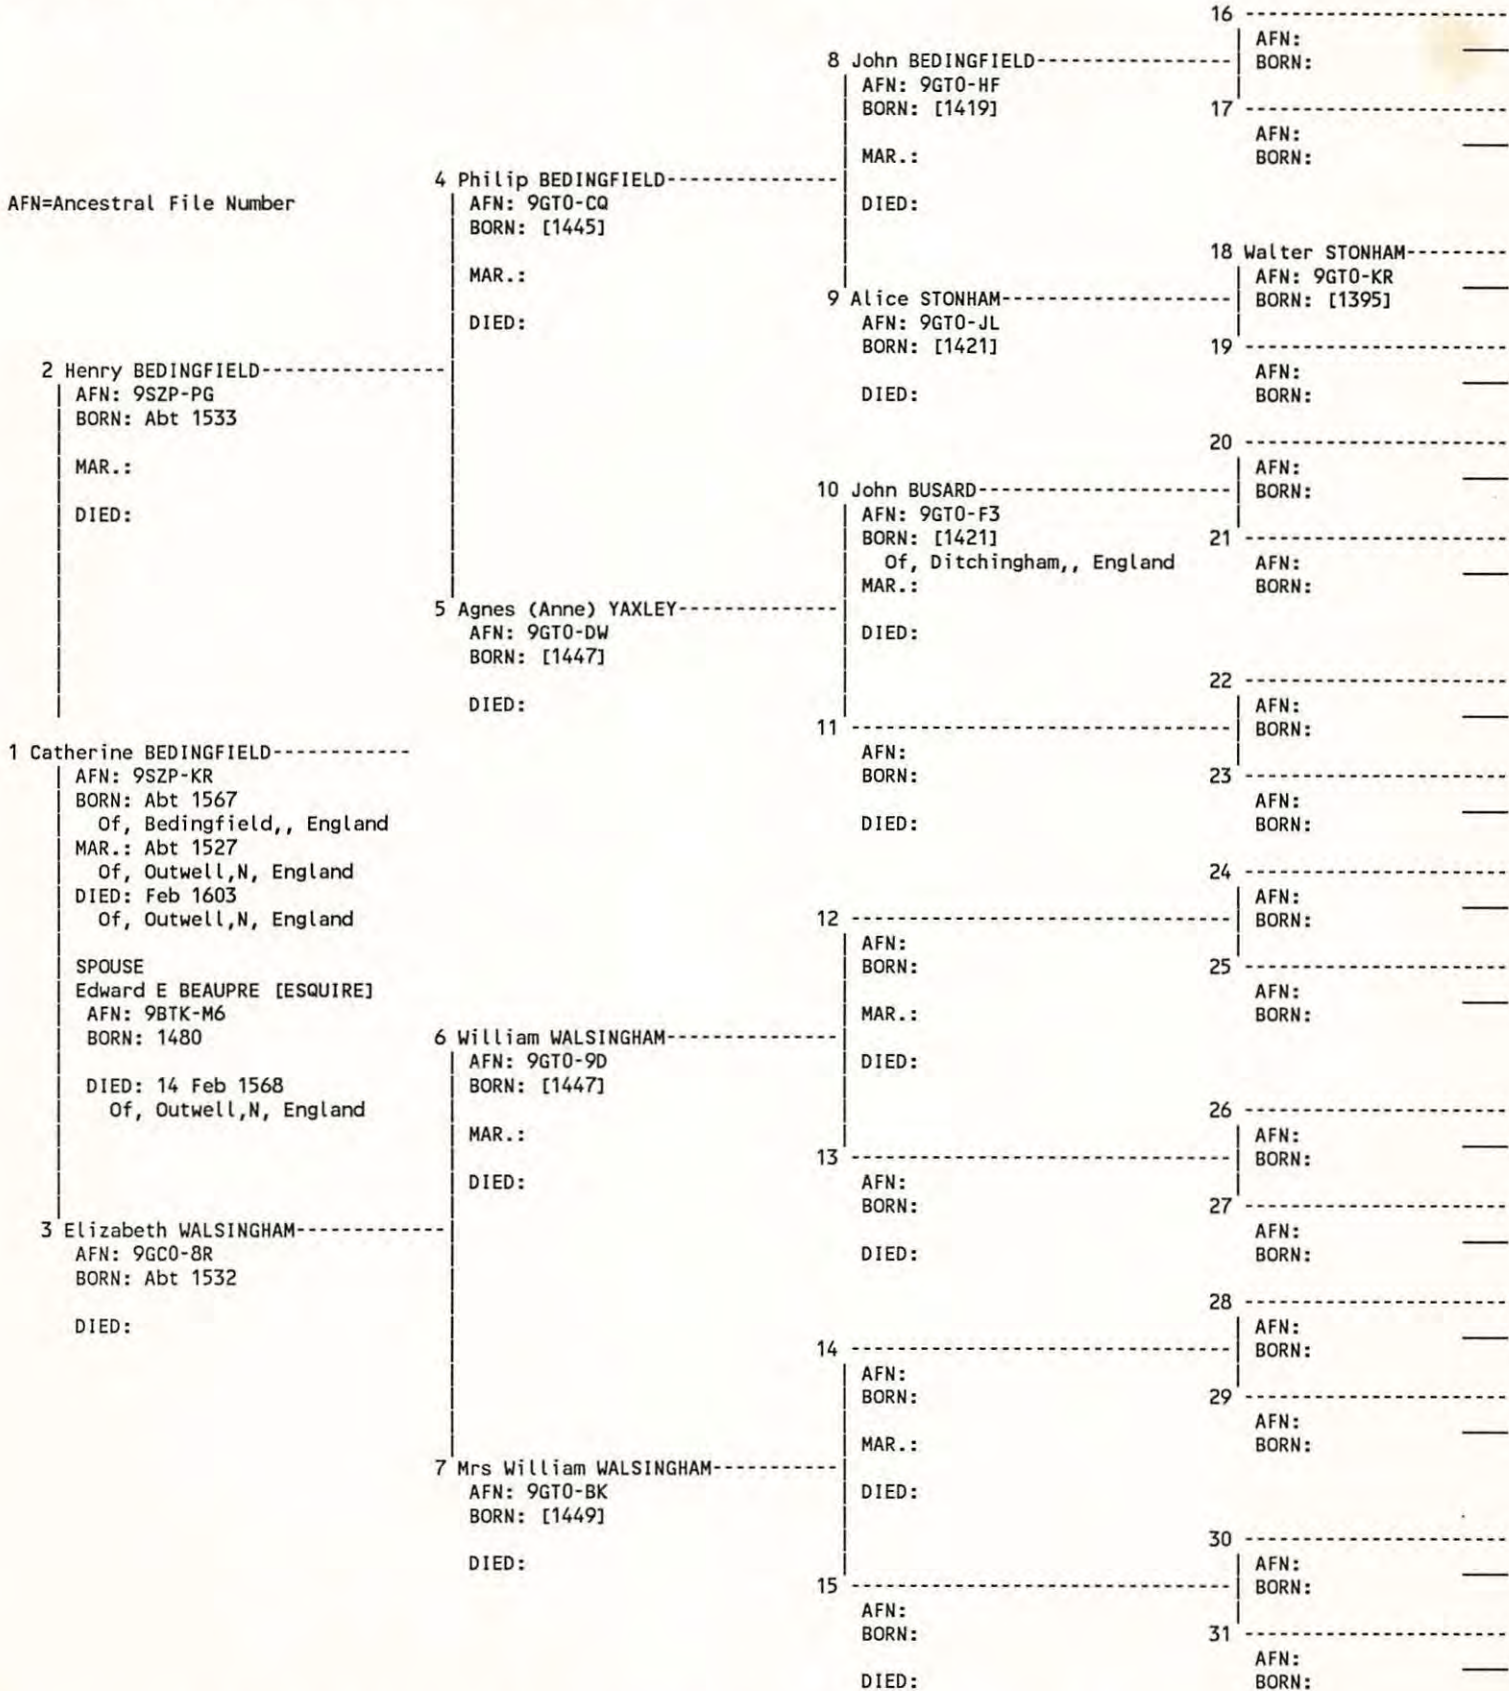 AFN=Ancestral File Number
2 Henry BEDINGFIELD---------------
AFN: 9SZP-PG
BORN: Abt 1533
MAR.:
DIED:
1 Catherine BEDINGFIELD------------
AFN: 9SZP-KR
BORN: Abt 1567
Of, Bedingfield,, England
MAR.: Abt 1527
Of, Outwell,N, England
DIED: Feb 1603
Of, Outwell,N, England
SPOUSE
Edward E BEAUPRE [ESQUIRE]
AFN: 9BTK-M6
BORN: 1480
DIED: 14 Feb 1568
Of, Outwell,N, England
3 Elizabeth WALSINGHAM-------------
AFN: 9GC0-8R
BORN: Abt 1532
DIED:
4 Philip BEDINGFIELD--------------
AFN: 9GT0-CQ
BORN: [1445]
MAR.:
DIED:
5 Agnes (Anne) YAXLEY-------------
AFN: 9GT0-DW
BORN: [1447]
DIED:
6 William WALSINGHAM--------------
AFN: 9GT0-9D
BORN: [1447]
MAR.:
DIED:
7 Mrs William WALSINGHAM----------
AFN: 9GT0-BK
BORN: [1449]
DIED:
8 John BEDINGFIELD----------------
AFN: 9GT0-HF
BORN: [1419]
MAR.:
DIED:
9 Alice STONHAM-------------------
AFN: 9GT0-JL
BORN: [1421]
DIED:
10 John BUSARD---------------------
AFN: 9GT0-F3
BORN: [1421]
Of, Ditchingham,, England
MAR.:
DIED:
11 --------------------------------
AFN:
BORN:
DIED:
12 --------------------------------
AFN:
BORN:
MAR.:
DIED:
13 --------------------------------
AFN:
BORN:
DIED:
14 --------------------------------
AFN:
BORN:
MAR.:
DIED:
15 --------------------------------
AFN:
BORN:
DIED:
16 ----------------------
AFN:
BORN:
17 ----------------------
AFN:
BORN:
18 Walter STONHAM---------
AFN: 9GT0-KR
BORN: [1395]
19 ----------------------
AFN:
BORN:
20 ----------------------
AFN:
BORN:
21 ----------------------
AFN:
BORN:
22 ----------------------
AFN:
BORN:
23 ----------------------
AFN:
BORN:
24 ----------------------
AFN:
BORN:
25 ----------------------
AFN:
BORN:
26 ----------------------
AFN:
BORN:
27 ----------------------
AFN:
BORN:
28 ----------------------
AFN:
BORN:
29 ----------------------
AFN:
BORN:
30 ----------------------
AFN:
BORN:
31 ----------------------
AFN:
BORN: